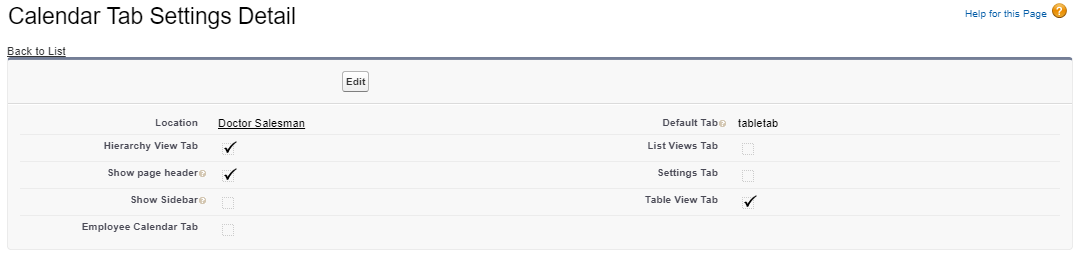 Calendar Tab Settings Detail
Help for this Page ?
Back to List
Edit
Location Doctor Salesman Default Tab ? tabletab
Hierarchy View Tab List Views Tab
Show page header ? Settings Tab
Show Sidebar ? Table View Tab
Employee Calendar Tab